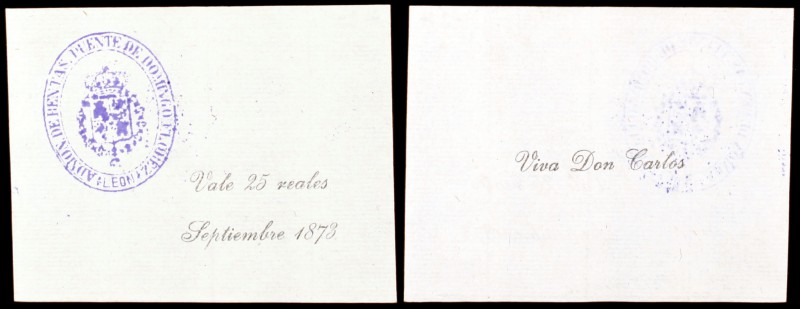 ADMON DE RENTAS. PUENTE DE DOMINGO FLOREZ
(LEON)
Vale 25 reales
Septiembre 1873
Viva Don Carlos